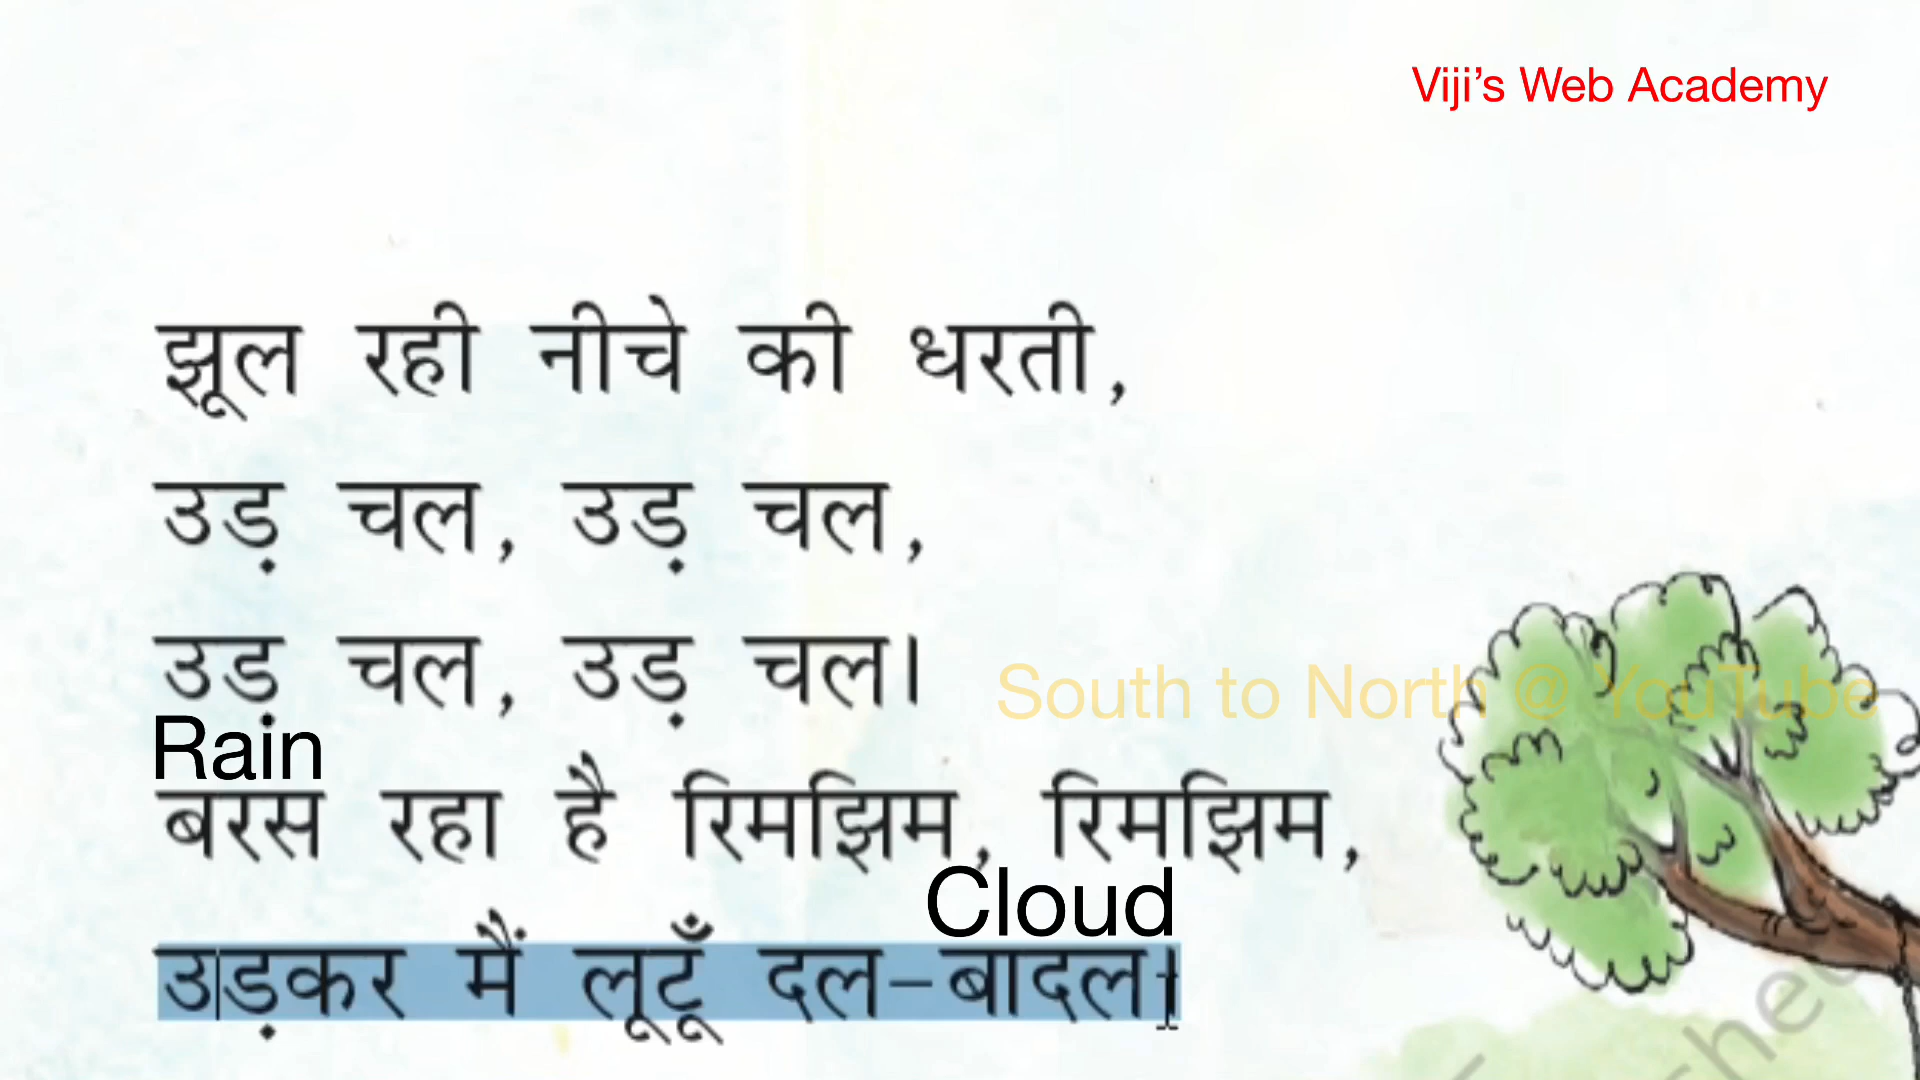 Viji's Web Academy
झूल रही नीचे की धरती,
उड़ चल, उड़ चल,
उड़ चल, उड़ चल।
South to North @ YouTube
Rain
बरस रहा है रिमझिम, रिमझिम,
Cloud
उड़कर मैं लूटूँ दल-बादल।